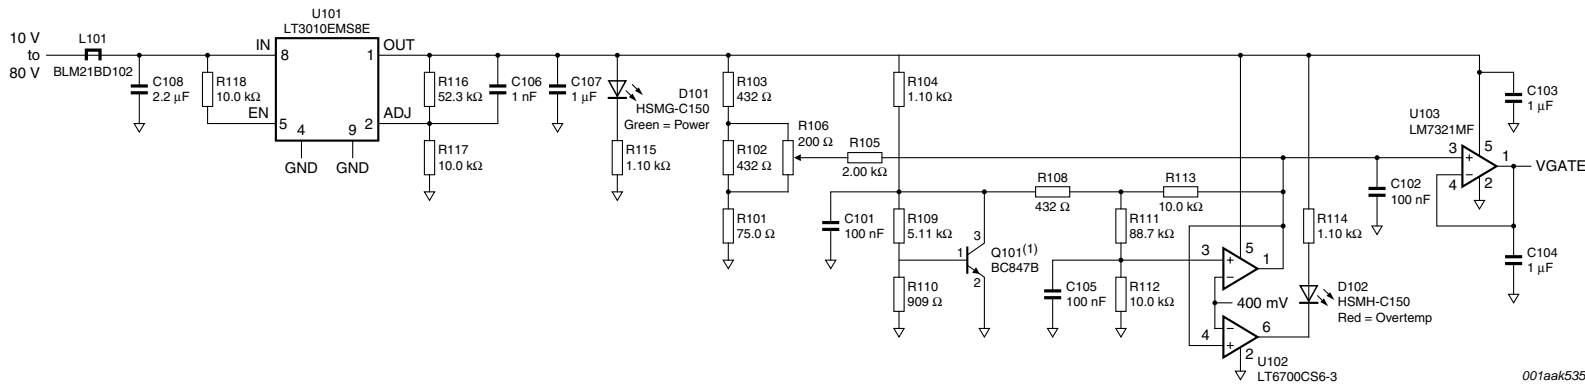 10 V
to
80 V
L101
BLM21BD102
C108
2.2 μF
R118
10.0 kΩ
U101
LT3010EMS8E
IN
8
1
OUT
EN
5
4
9
2
ADJ
GND
GND
R116
52.3 kΩ
C106
1 nF
C107
1 μF
R117
10.0 kΩ
D101
HSMG-C150
Green = Power
R115
1.10 kΩ
R103
432 Ω
R106
200 Ω
R102
432 Ω
R101
75.0 Ω
R105
2.00 kΩ
R104
1.10 kΩ
C101
100 nF
R109
5.11 kΩ
R110
909 Ω
3
1
2
Q101(1)
BC847B
R108
432 Ω
R113
10.0 kΩ
R111
88.7 kΩ
C105
100 nF
R112
10.0 kΩ
3
+
−
5
1
400 mV
4
−
+
6
2
U102
LT6700CS6-3
R114
1.10 kΩ
D102
HSMH-C150
Red = Overtemp
C102
100 nF
C103
1 μF
U103
LM7321MF
3
+
4
−
5
1
2
VGATE
C104
1 μF
001aak535